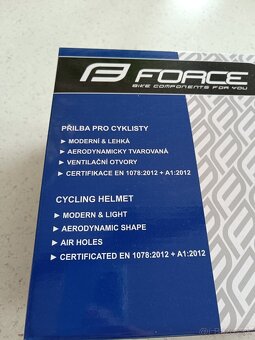 FORCE
BIKE COMPONENTS FOR YOU
PŘILBA PRO CYKLISTY
MODERNÍ & LEHKÁ
AERODYNAMICKY TVAROVANÁ
VENTILAČNÍ OTVORY
CERTIFIKACE EN 1078:2012 + A1:2012
CYCLING HELMET
MODERN & LIGHT
AERODYNAMIC SHAPE
AIR HOLES
CERTIFICATED EN 1078:2012 + A1:2012